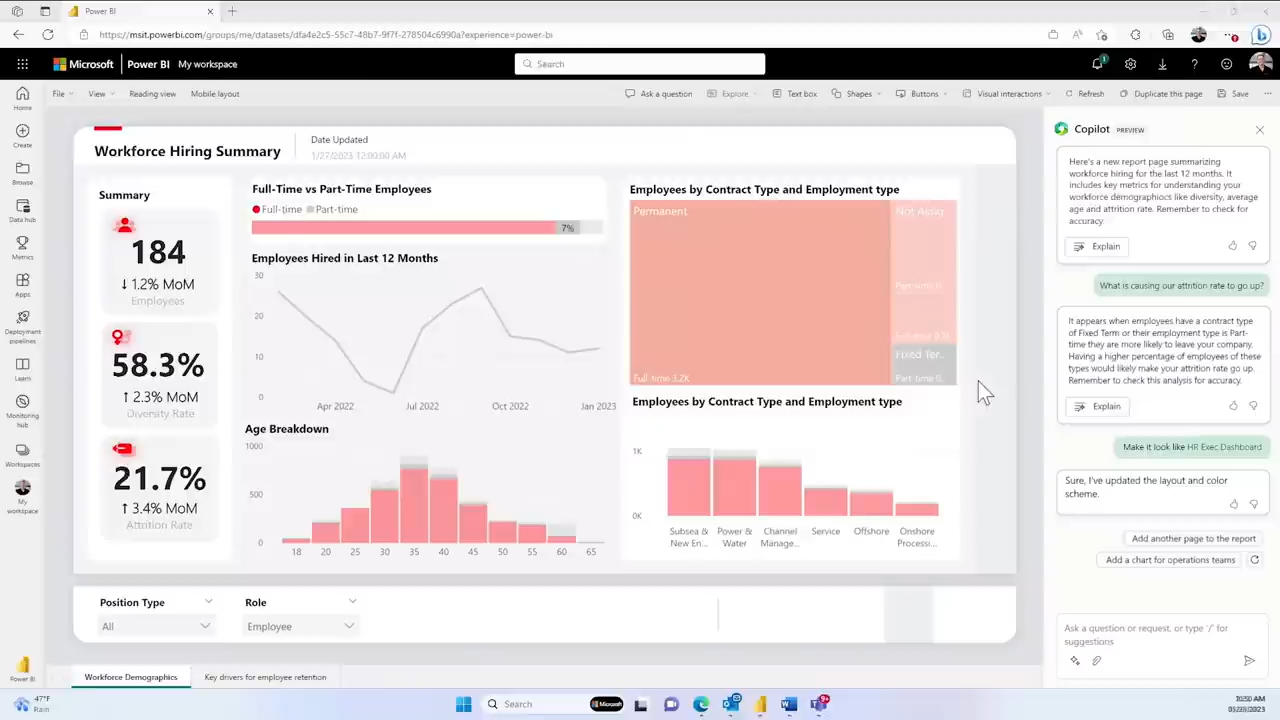 Power BI
https://msit.powerbi.com/groups/me/datasets/dfa4e2c5-55c7-48b7-9f7f-278504c6990a?experience=power-bi
Microsoft Power BI My workspace
Search
File View Reading view Mobile layout
Ask a question Explore Text box Shapes Buttons Visual interactions Refresh Duplicate this page Save
Home
Create
Browse
Data hub
Metrics
Apps
Deployment
pipelines
Learn
Monitoring
hub
Workspaces
My
workspace
Power BI
Workforce Hiring Summary
Date Updated
1/27/2023 12:00:00 AM
Summary
184
↓ 1.2% MoM
Employees
58.3%
↑ 2.3% MoM
Diversity Rate
21.7%
↑ 3.4% MoM
Attrition Rate
Full-Time vs Part-Time Employees
Full-time Part-time
7%
Employees Hired in Last 12 Months
30
20
10
0
Apr 2022 Jul 2022 Oct 2022 Jan 2023
Age Breakdown
1000
500
0
18 20 25 30 35 40 45 50 55 60 65
Employees by Contract Type and Employment type
Permanent
Not Assig
Part-time 0.
Fixed Ter..
Full-time 3.2K
Part-time 0.
Employees by Contract Type and Employment type
1K
0K
Subsea &
New En...
Power &
Water
Channel
Manage...
Service
Offshore
Onshore
Processi...
Position Type
All
Role
Employee
Workforce Demographics
Key drivers for employee retention
Copilot PREVIEW
Here's a new report page summarizing
workforce hiring for the last 12 months. It
includes key metrics for understanding your
workforce demographics like diversity, average
age and attrition rate. Remember to check for
accuracy.
Explain
What is causing our attrition rate to go up?
It appears when employees have a contract type
of Fixed Term or their employment type is Part-
time they are more likely to leave your company.
Having a higher percentage of employees of these
types would likely make your attrition rate go up.
Remember to check this analysis for accuracy.
Explain
Make it look like HR Exec Dashboard
Sure, I've updated the layout and color
scheme.
Add another page to the report
Add a chart for operations teams
Ask a question or request, or type '/' for
suggestions
47°F
Rain
Search
Microsoft